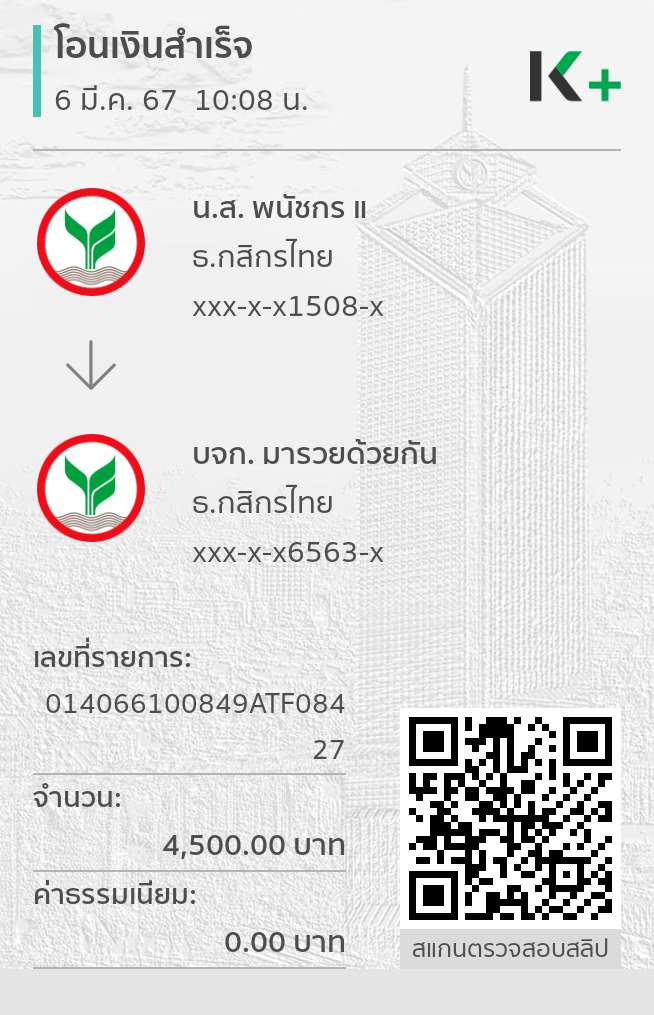 โอนเงินสำเร็จ
6 มี.ค. 67 10:08 น.
K+
น.ส. พนัชกร แ
ธ.กสิกรไทย
xxx-x-x1508-x
บจก. มารวยด้วยกัน
ธ.กสิกรไทย
xxx-x-x6563-x
เลขที่รายการ:
014066100849ATF084
27
จำนวน:
4,500.00 บาท
ค่าธรรมเนียม:
0.00 บาท
สแกนตรวจสอบสลิป